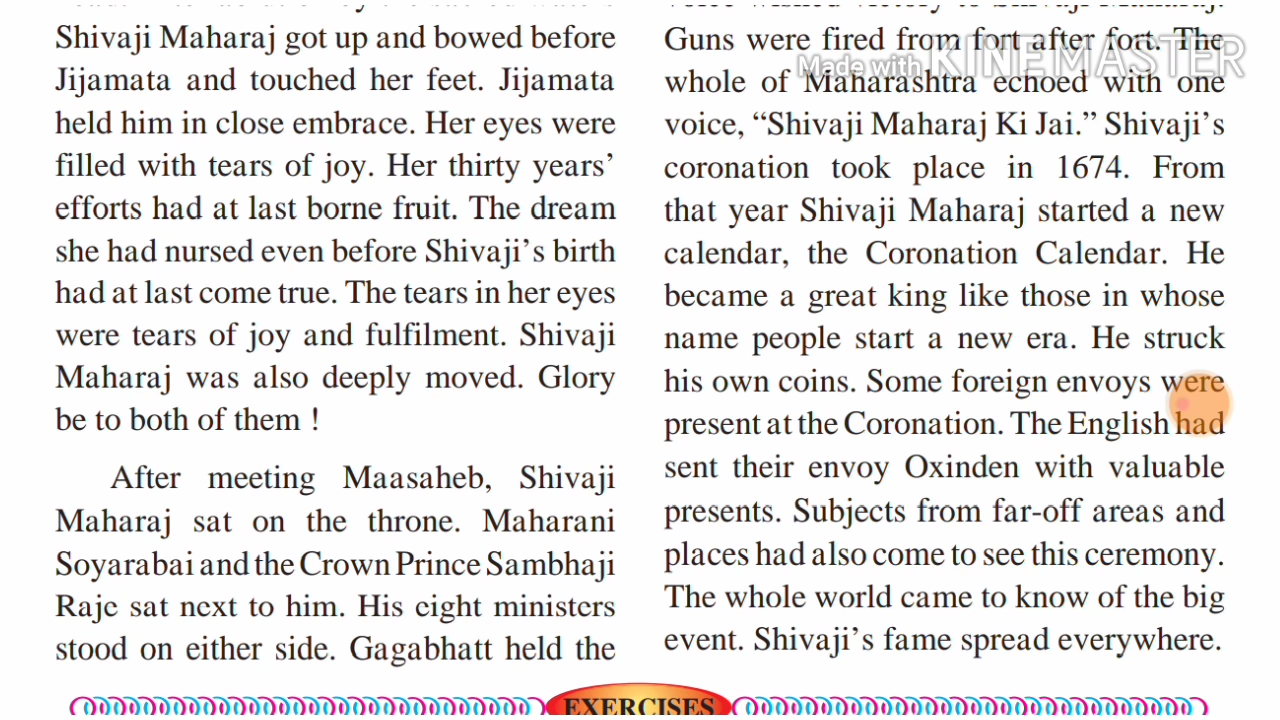 Shivaji Maharaj got up and bowed before
Jijamata and touched her feet. Jijamata
held him in close embrace. Her eyes were
filled with tears of joy. Her thirty years’
efforts had at last borne fruit. The dream
she had nursed even before Shivaji’s birth
had at last come true. The tears in her eyes
were tears of joy and fulfilment. Shivaji
Maharaj was also deeply moved. Glory
be to both of them !
After meeting Maasaheb, Shivaji
Maharaj sat on the throne. Maharani
Soyarabai and the Crown Prince Sambhaji
Raje sat next to him. His eight ministers
stood on either side. Gagabhatt held the
voice wished victory to Shivaji Maharaj.
Guns were fired from fort after fort. The
whole of Maharashtra echoed with one
voice, “Shivaji Maharaj Ki Jai.” Shivaji’s
coronation took place in 1674. From
that year Shivaji Maharaj started a new
calendar, the Coronation Calendar. He
became a great king like those in whose
name people start a new era. He struck
his own coins. Some foreign envoys were
present at the Coronation. The English had
sent their envoy Oxinden with valuable
presents. Subjects from far-off areas and
places had also come to see this ceremony.
The whole world came to know of the big
event. Shivaji’s fame spread everywhere.
Made with KINEMASTER
EXERCISES